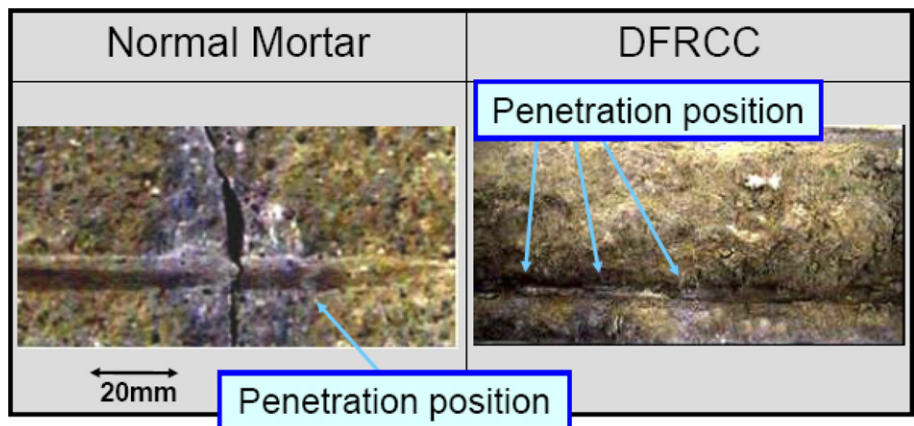 Normal Mortar
DFRCC
Penetration position
20mm
Penetration position